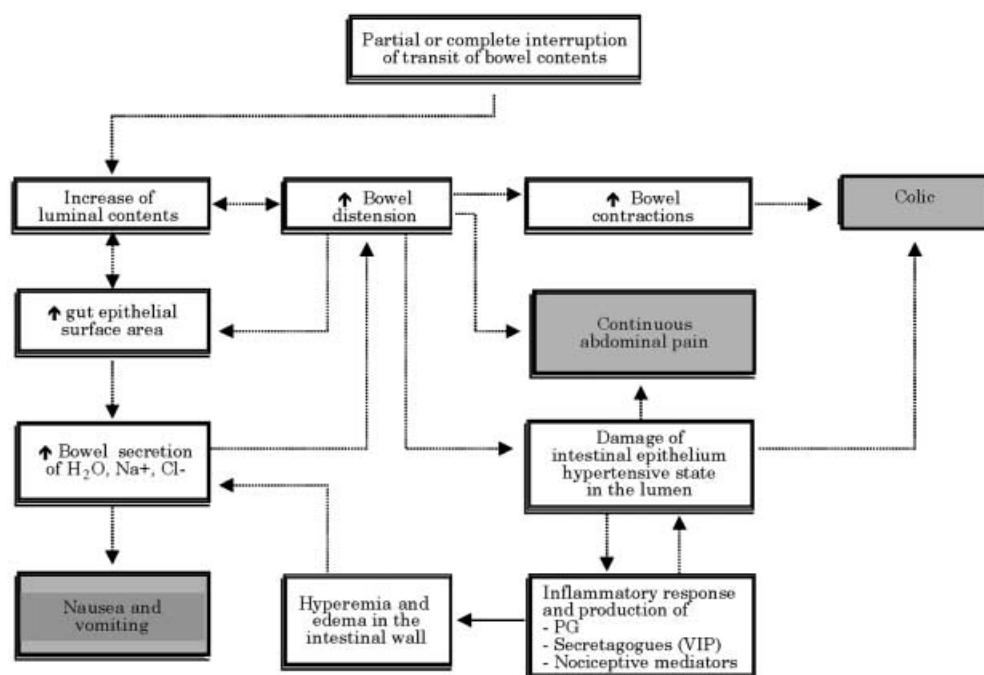 Partial or complete interruption
of transit of bowel contents
Increase of
luminal contents
↑ Bowel
distension
↑ Bowel
contractions
Colic
↑ gut epithelial
surface area
Continuous
abdominal pain
↑ Bowel secretion
of H₂O, Na+, Cl-
Damage of
intestinal epithelium
hypertensive state
in the lumen
Nausea and
vomiting
Hyperemia and
edema in the
intestinal wall
Inflammatory response
and production of
- PG
- Secretagogues (VIP)
- Nociceptive mediators